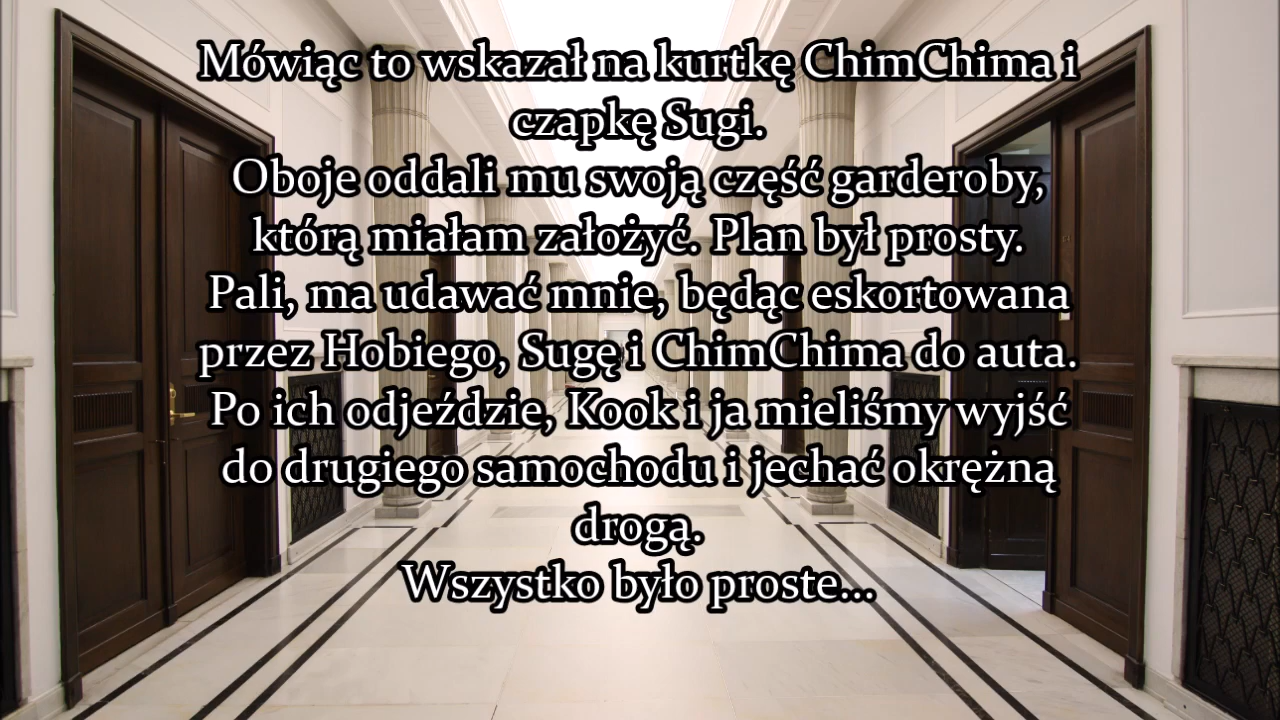 Mówiąc to wskazał na kurtkę ChimChima i
czapkę Sugi.
Oboje oddali mu swoją część garderoby,
którą miałam założyć. Plan był prosty.
Pali, ma udawać mnie, będąc eskortowana
przez Hobiego, Sugę i ChimChima do auta.
Po ich odjeździe, Kook i ja mieliśmy wyjść
do drugiego samochodu i jechać okrężną
drogą.
Wszystko było proste...